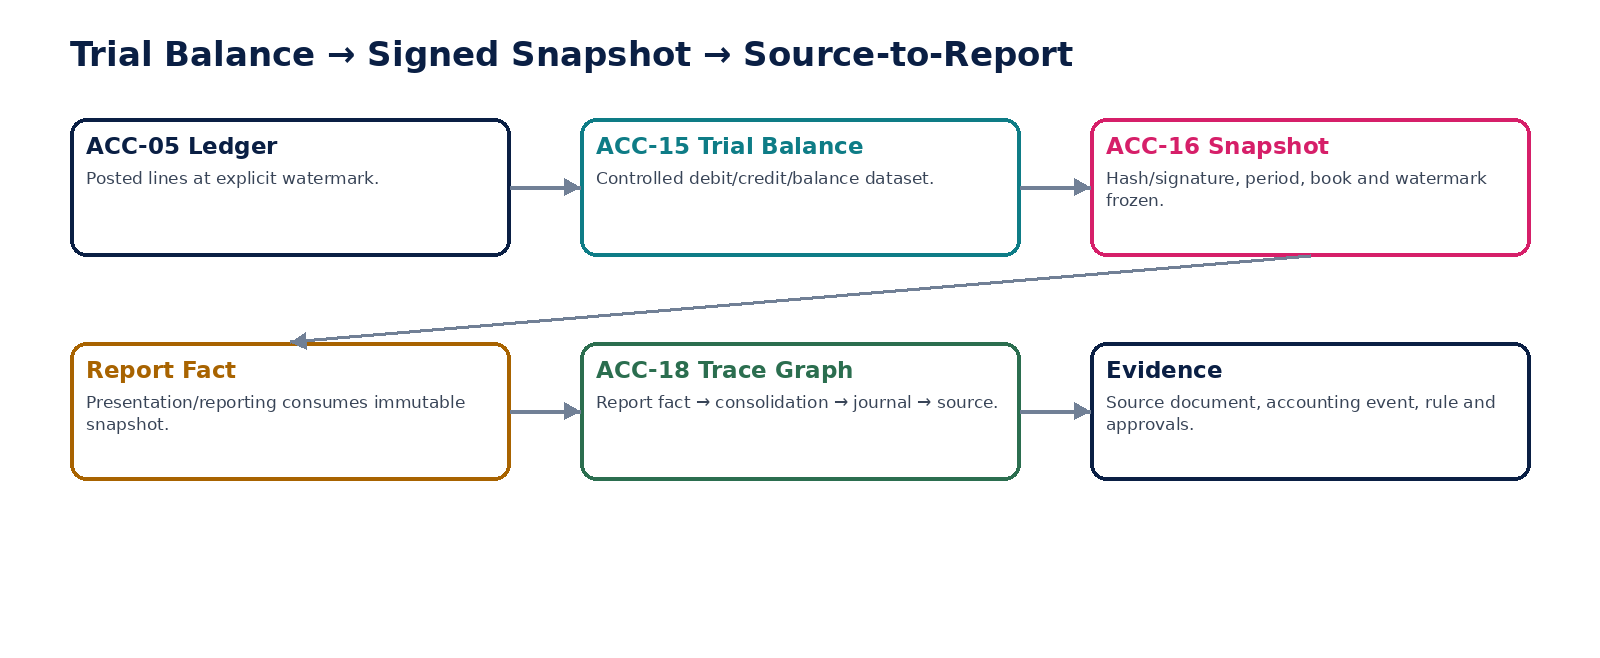 Trial Balance → Signed Snapshot → Source-to-Report
ACC-05 Ledger
Posted lines at explicit watermark.
ACC-15 Trial Balance
Controlled debit/credit/balance dataset.
ACC-16 Snapshot
Hash/signature, period, book and watermark
frozen.
Report Fact
Presentation/reporting consumes immutable
snapshot.
ACC-18 Trace Graph
Report fact → consolidation → journal → source.
Evidence
Source document, accounting event, rule and
approvals.